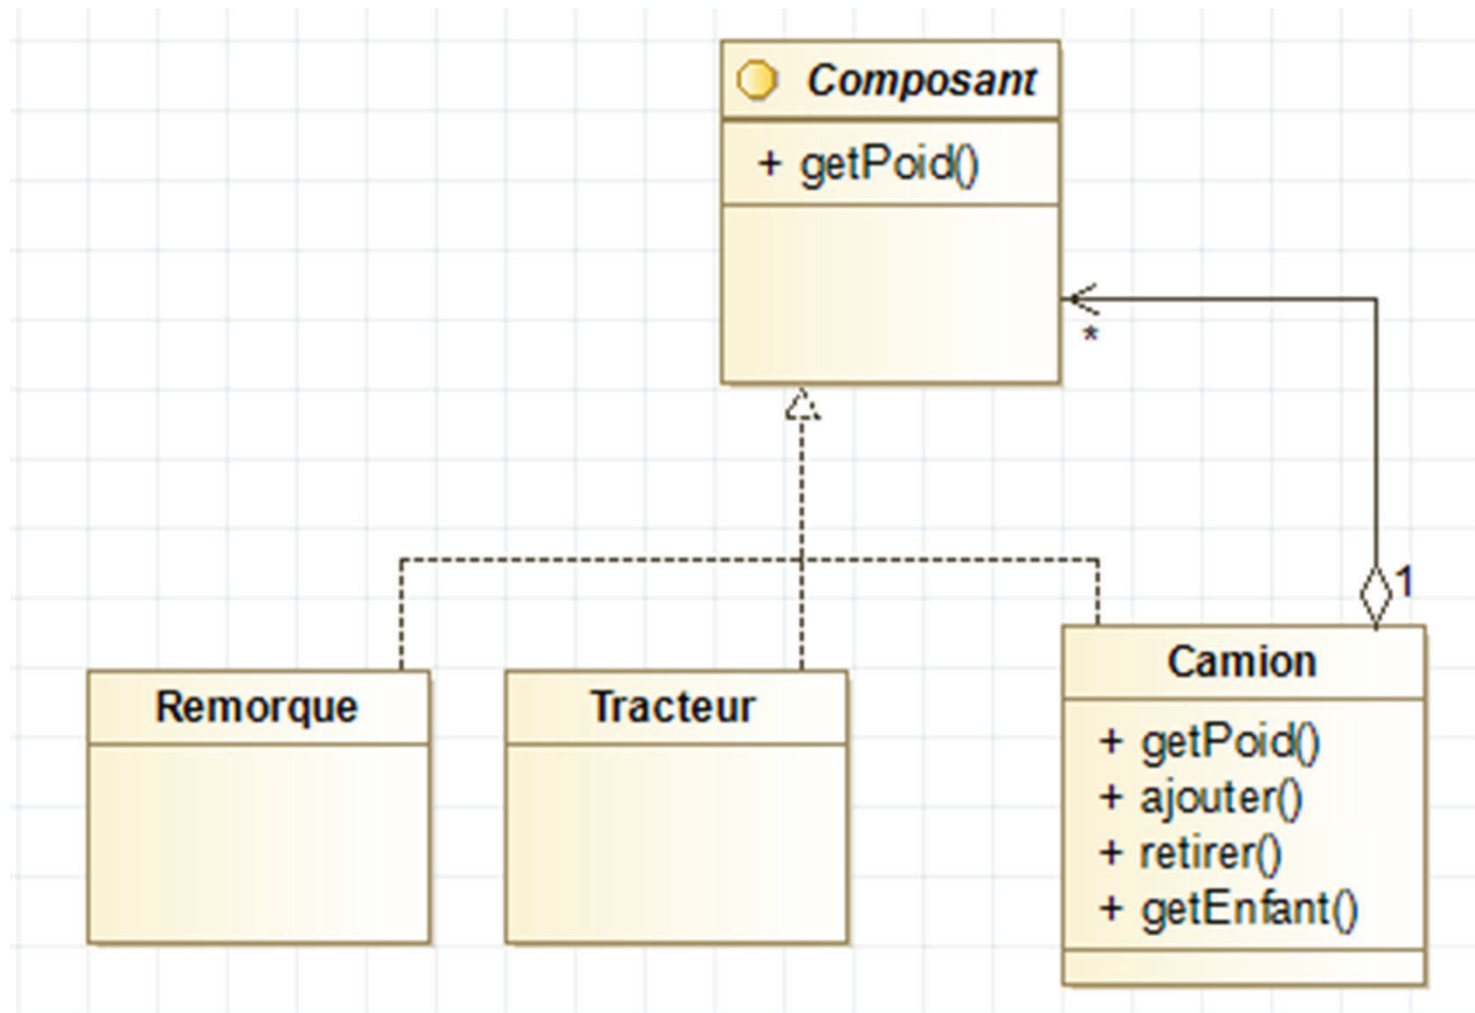 Composant
+ getPoid()
*
1
Remorque
Tracteur
Camion
+ getPoid()
+ ajouter()
+ retirer()
+ getEnfant()